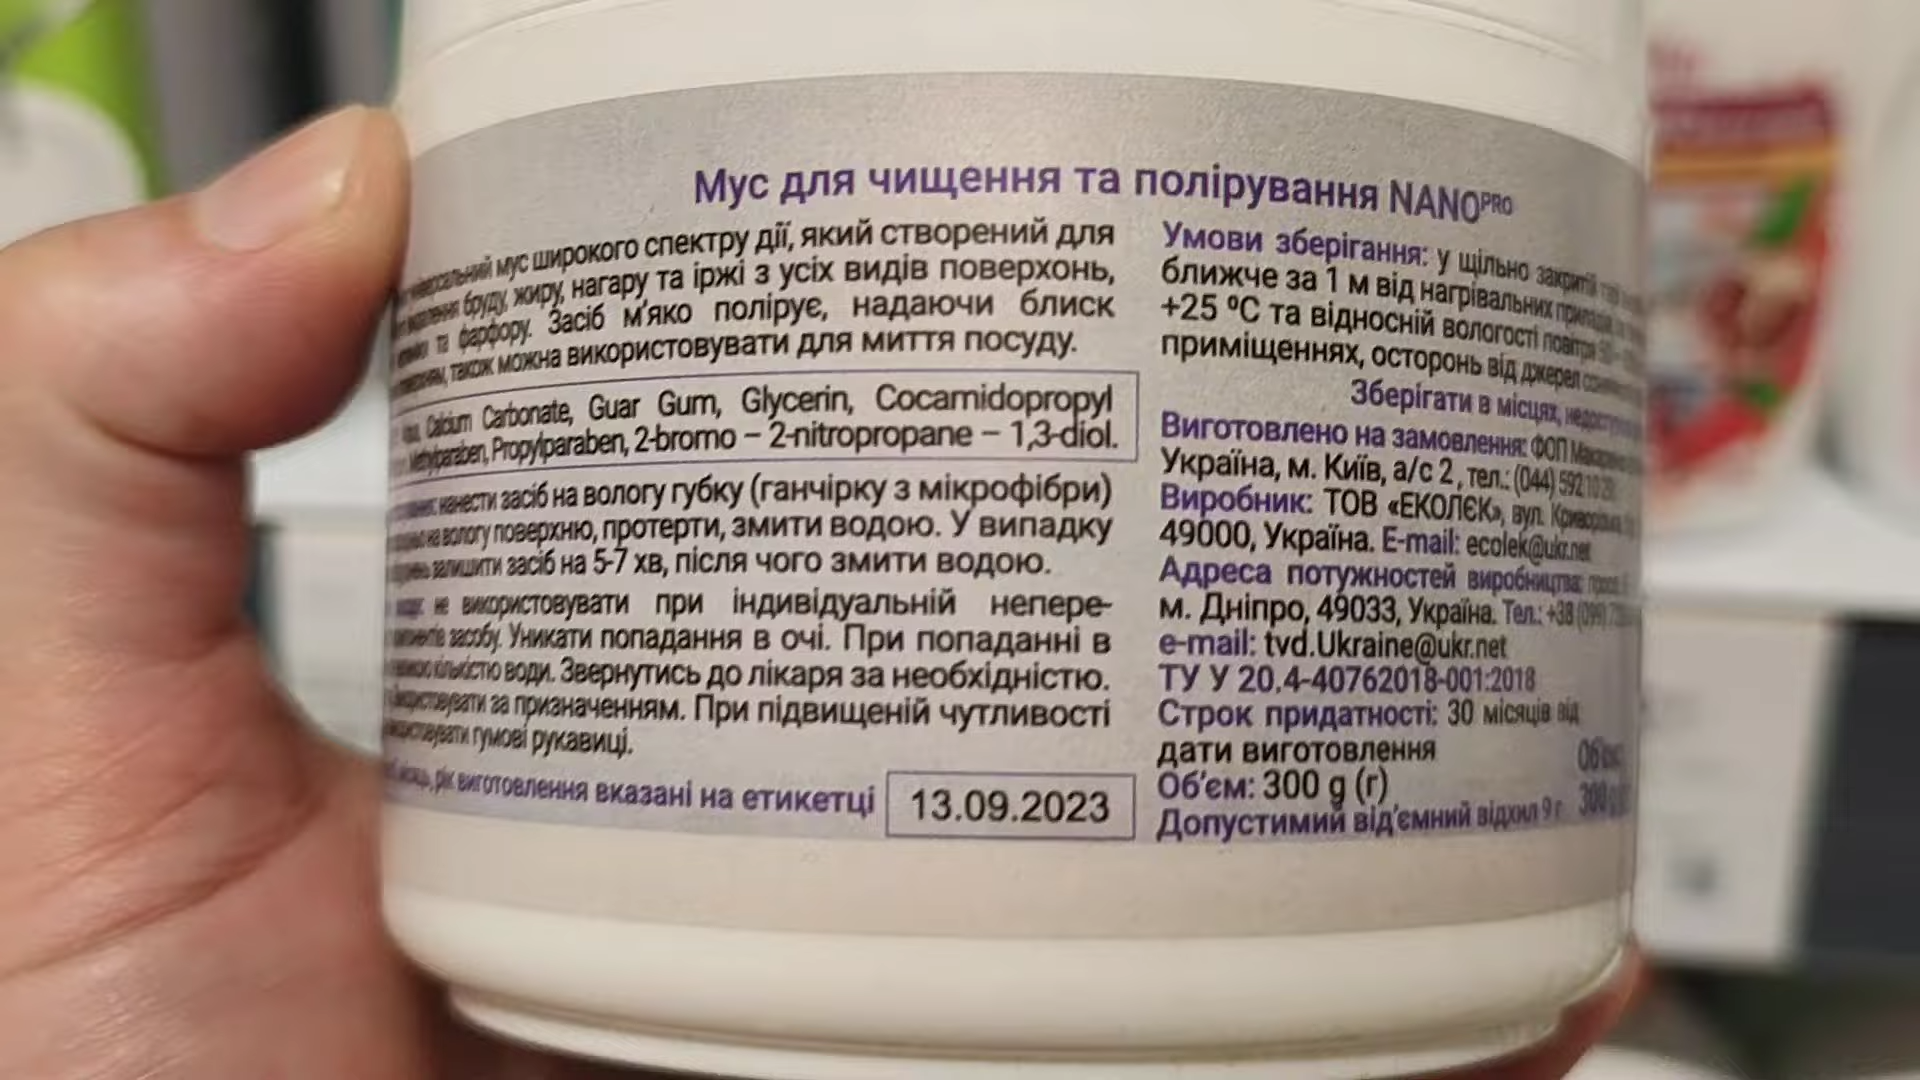 Мус для чищення та полірування NANOPRO
мус широкого спектру дії, який створений для
бруду, жиру, нагару та іржі з усіх видів поверхонь,
та фарфору. Засіб м'яко полірує, надаючи блиск
також можна використовувати для миття посуду.
Calcium Carbonate, Guar Gum, Glycerin, Cocamidopropyl
Methylparaben, Propylparaben, 2-bromo – 2-nitropropane – 1,3-diol.
нанести засіб на вологу губку (ганчірку з мікрофібри)
на вологу поверхню, протерти, змити водою. У випадку
залишити засіб на 5-7 хв, після чого змити водою.
не використовувати при індивідуальній непере-
засобу. Уникати попадання в очі. При попаданні в
кількістю води. Звернутись до лікаря за необхідністю.
за призначенням. При підвищеній чутливості
гумові рукавиці.
рік виготовлення вказані на етикетці 13.09.2023
Умови зберігання: у щільно закритій
ближче за 1 м від нагрівальних
+25 ºС та відносній вологості повітря
приміщеннях, осторонь від джерел
Зберігати в місцях,
Виготовлено на замовлення: ФОП
Україна, м. Київ, а/с 2, тел.: (044)
Виробник: ТОВ «ЕКОЛЄК», вул.
49000, Україна. E-mail: ecolek@ukr.net
Адреса потужностей виробництва:
м. Дніпро, 49033, Україна. Тел.: +38
e-mail: tvd.Ukraine@ukr.net
ТУ У 20.4-40762018-001:2018
Строк придатності: 30 місяців від
дати виготовлення
Об'єм: 300 g (г)
Допустимий від'ємний відхил 9 г